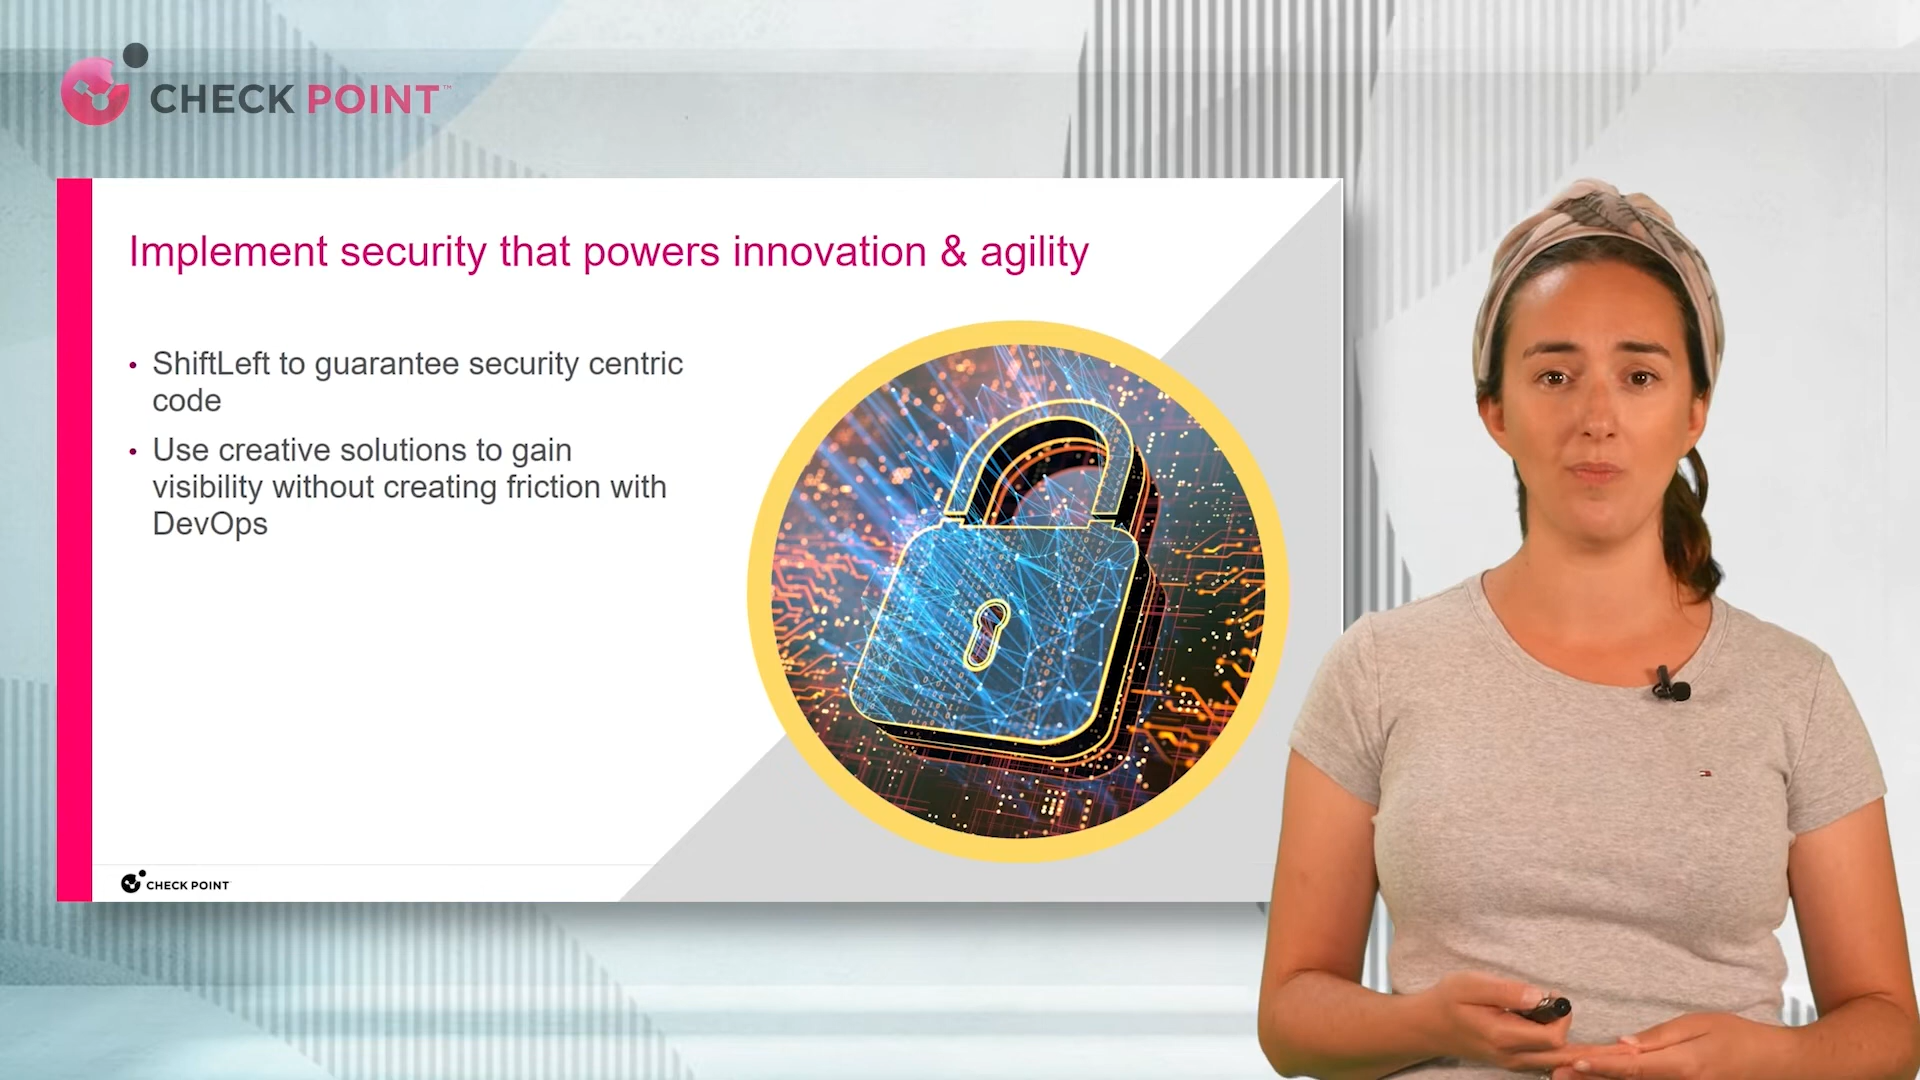 CHECK POINT™
Implement security that powers innovation & agility
• ShiftLeft to guarantee security centric
code
• Use creative solutions to gain
visibility without creating friction with
DevOps
CHECK POINT